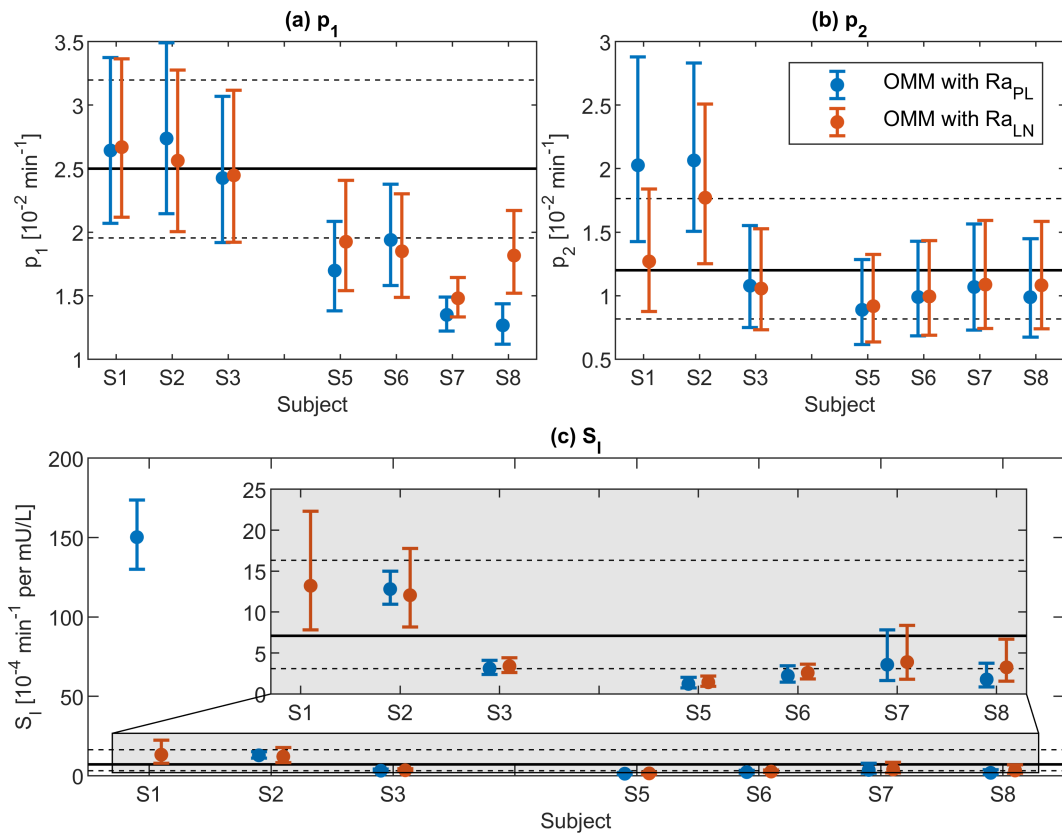 (a) p₁
p₁ [10⁻² min⁻¹]
3.5
3
2.5
2
1.5
1
S1 S2 S3 S5 S6 S7 S8
Subject
(b) p₂
p₂ [10⁻² min⁻¹]
3
2.5
2
1.5
1
0.5
OMM with Ra_PL
OMM with Ra_LN
S1 S2 S3 S5 S6 S7 S8
Subject
(c) S_I
S_I [10⁻⁴ min⁻¹ per mU/L]
200
150
100
50
0
25
20
15
10
5
0
S1 S2 S3 S5 S6 S7 S8
S1 S2 S3 S5 S6 S7 S8
Subject